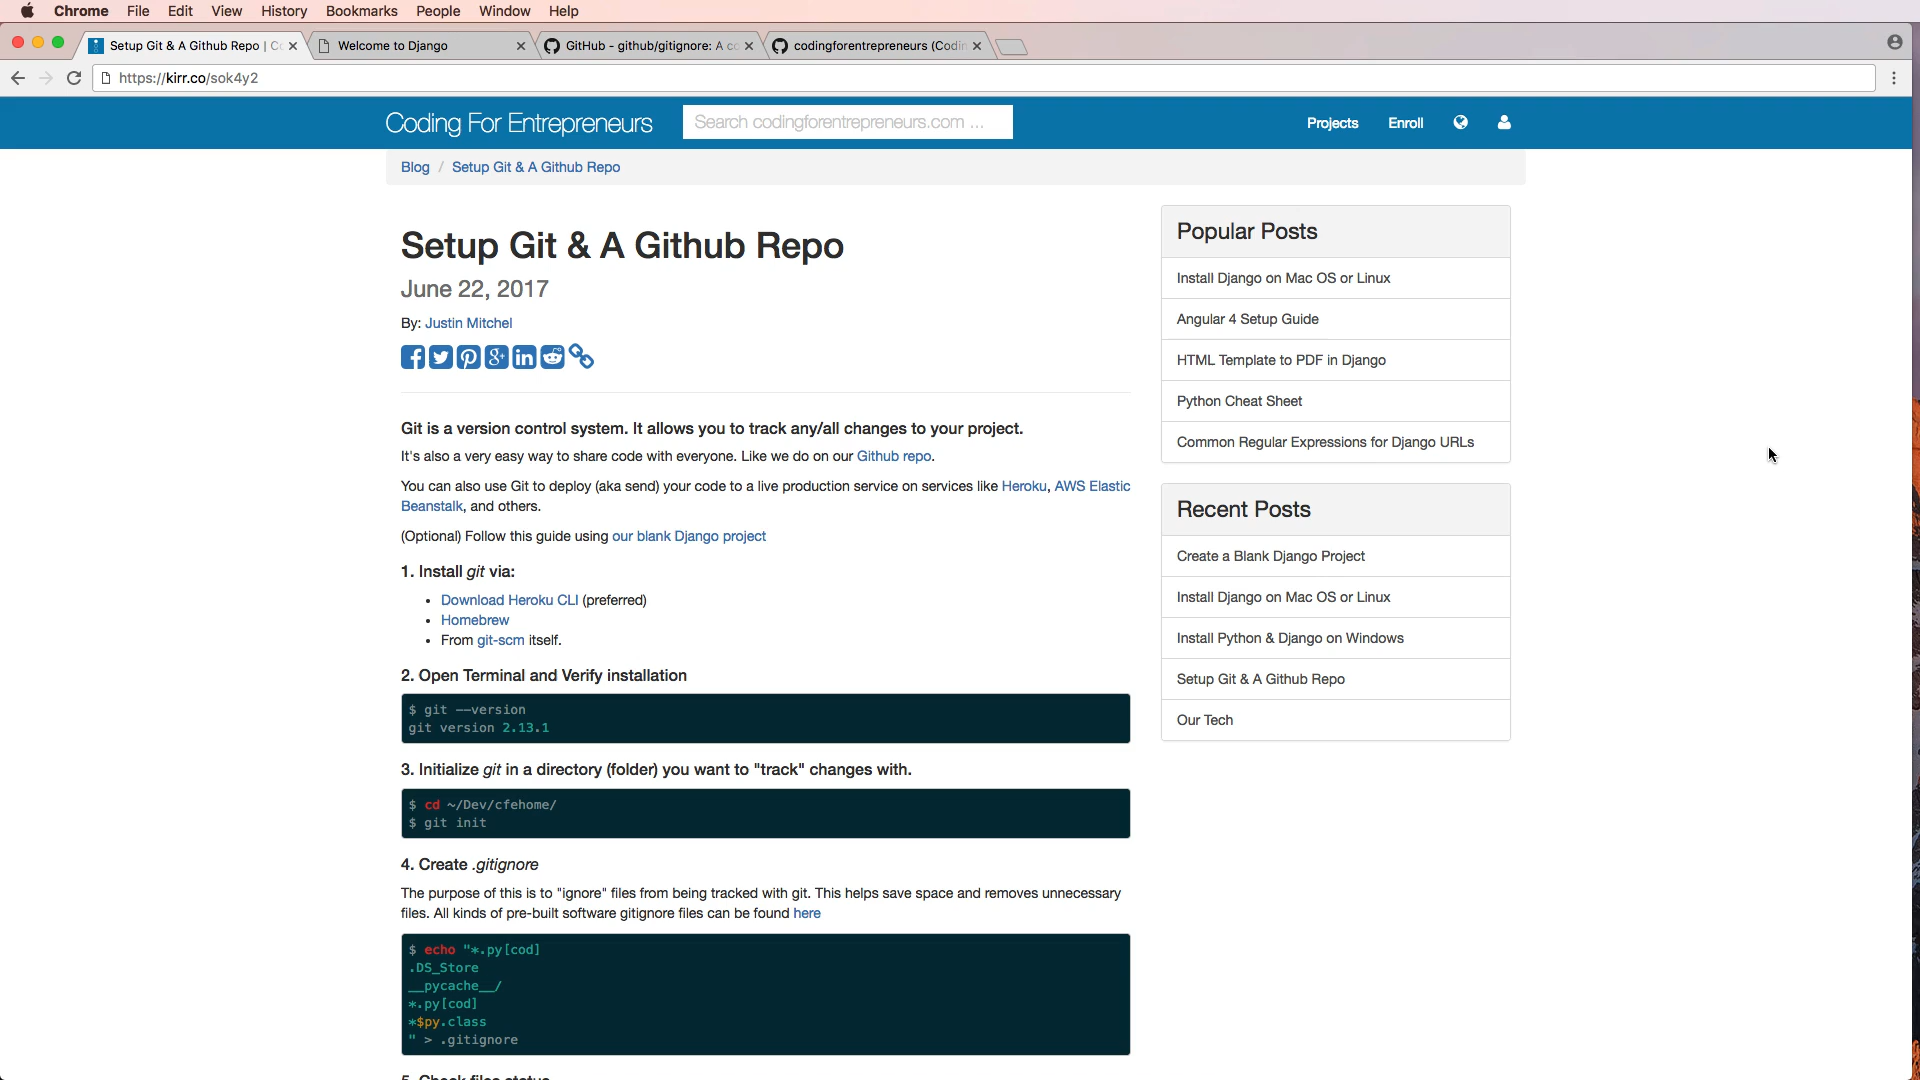 Chrome File Edit View History Bookmarks People Window Help
Setup Git & A Github Repo | Co
Welcome to Django
GitHub - github/gitignore: A co
codingforentrepreneurs (Codin
https://kirr.co/sok4y2
Coding For Entrepreneurs
Search codingforentrepreneurs.com ...
Projects Enroll
Blog / Setup Git & A Github Repo
Setup Git & A Github Repo
June 22, 2017
By: Justin Mitchel
Git is a version control system. It allows you to track any/all changes to your project.
It's also a very easy way to share code with everyone. Like we do on our Github repo.
You can also use Git to deploy (aka send) your code to a live production service on services like Heroku, AWS Elastic
Beanstalk, and others.
(Optional) Follow this guide using our blank Django project
1. Install git via:
• Download Heroku CLI (preferred)
• Homebrew
• From git-scm itself.
2. Open Terminal and Verify installation
$ git --version
git version 2.13.1
3. Initialize git in a directory (folder) you want to "track" changes with.
$ cd ~/Dev/cfehome/
$ git init
4. Create .gitignore
The purpose of this is to "ignore" files from being tracked with git. This helps save space and removes unnecessary
files. All kinds of pre-built software gitignore files can be found here
$ echo "*.py[cod]
.DS_Store
__pycache__/
*.py[cod]
*$py.class
" > .gitignore
5. Check files status
Popular Posts
Install Django on Mac OS or Linux
Angular 4 Setup Guide
HTML Template to PDF in Django
Python Cheat Sheet
Common Regular Expressions for Django URLs
Recent Posts
Create a Blank Django Project
Install Django on Mac OS or Linux
Install Python & Django on Windows
Setup Git & A Github Repo
Our Tech